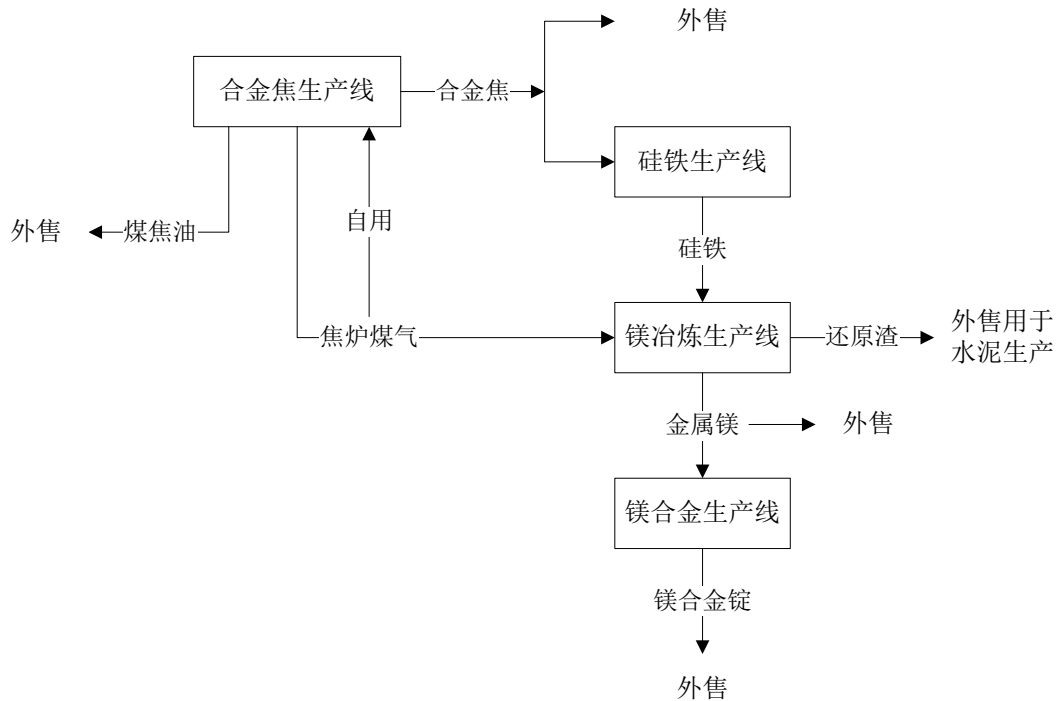 外售
合金焦生产线
合金焦
硅铁生产线
自用
外售
煤焦油
硅铁
焦炉煤气
镁冶炼生产线
还原渣
外售用于
水泥生产
金属镁
外售
镁合金生产线
镁合金锭
外售